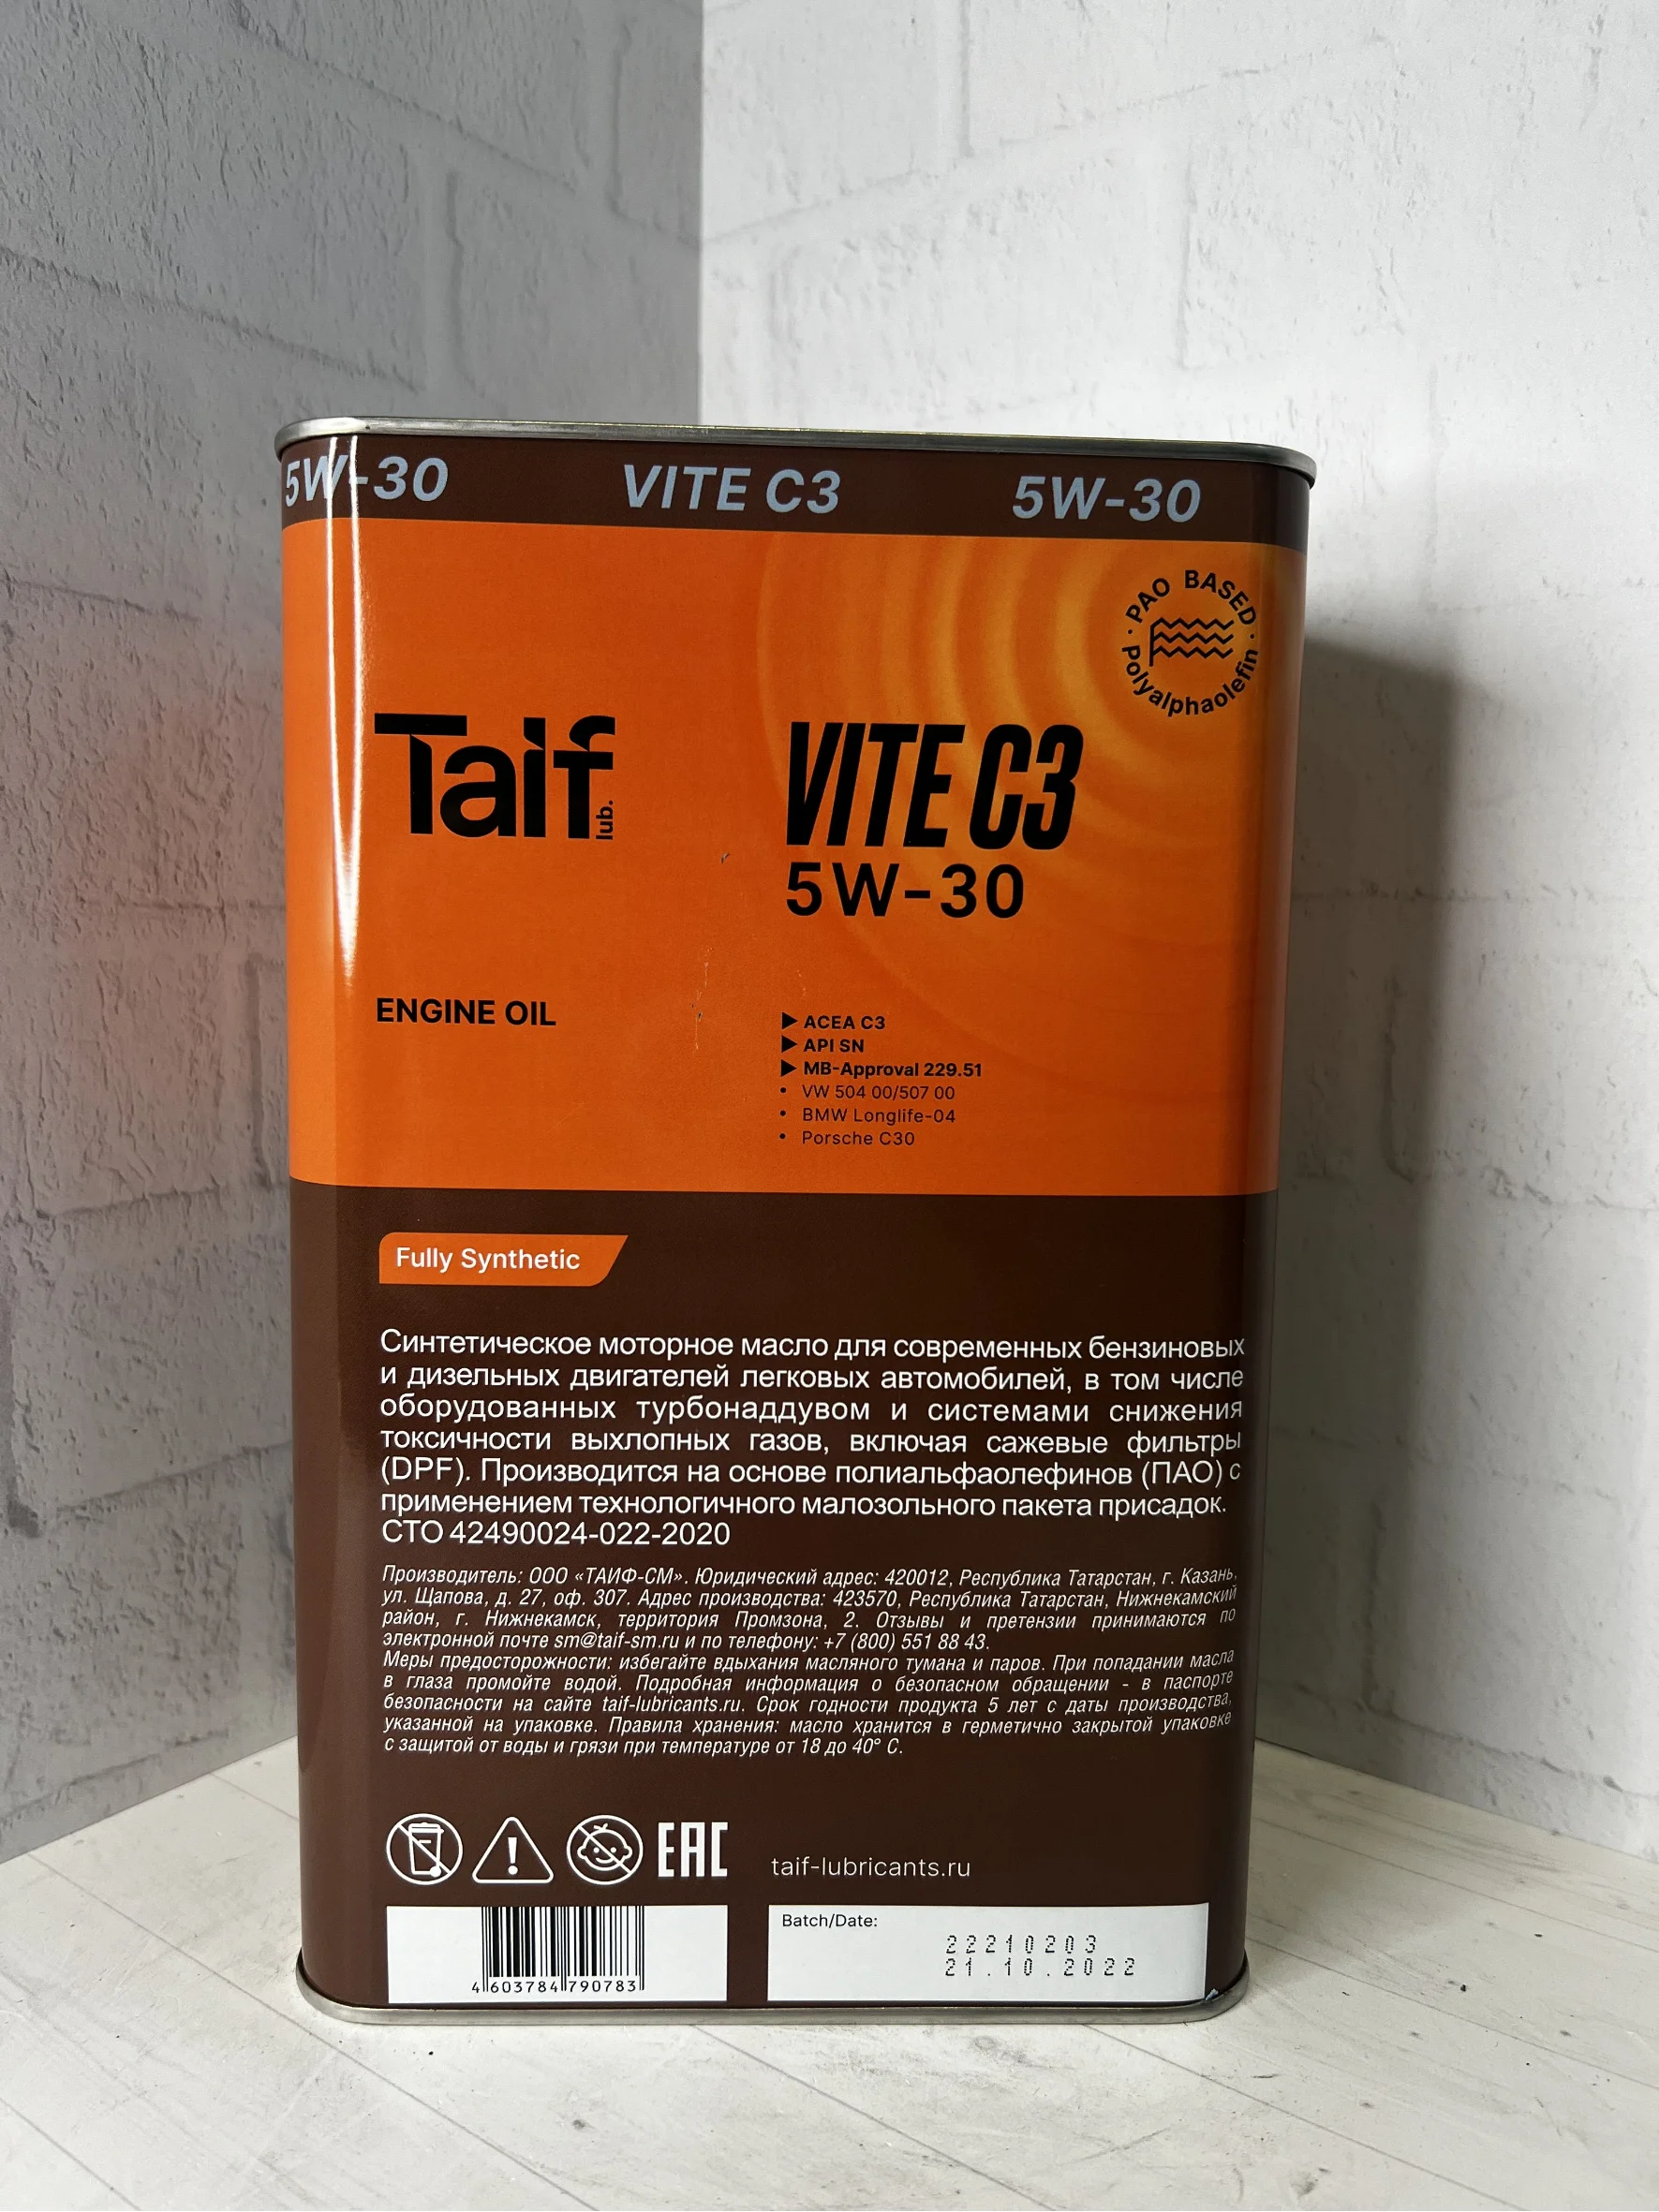 5W-30 VITE C3 5W-30
PAO BASED
Polyalphaolefin
Taif lub.
VITE C3
5W-30
ENGINE OIL
▶ ACEA C3
▶ API SN
▶ MB-Approval 229.51
• VW 504 00/507 00
• BMW Longlife-04
• Porsche C30
Fully Synthetic
Синтетическое моторное масло для современных бензиновых
и дизельных двигателей легковых автомобилей, в том числе
оборудованных турбонаддувом и системами снижения
токсичности выхлопных газов, включая сажевые фильтры
(DPF). Производится на основе полиальфаолефинов (ПАО) с
применением технологичного малозольного пакета присадок.
СТО 42490024-022-2020
Производитель: ООО «ТАИФ-СМ». Юридический адрес: 420012, Республика Татарстан, г. Казань,
ул. Щапова, д. 27, оф. 307. Адрес производства: 423570, Республика Татарстан, Нижнекамский
район, г. Нижнекамск, территория Промзона, 2. Отзывы и претензии принимаются по
электронной почте sm@taif-sm.ru и по телефону: +7 (800) 551 88 43.
Меры предосторожности: избегайте вдыхания масляного тумана и паров. При попадании масла
в глаза промойте водой. Подробная информация о безопасном обращении - в паспорте
безопасности на сайте taif-lubricants.ru. Срок годности продукта 5 лет с даты производства,
указанной на упаковке. Правила хранения: масло хранится в герметично закрытой упаковке
с защитой от воды и грязи при температуре от 18 до 40° С.
EAC
taif-lubricants.ru
Batch/Date:
22210203
21.10.2022
4 603784 790783